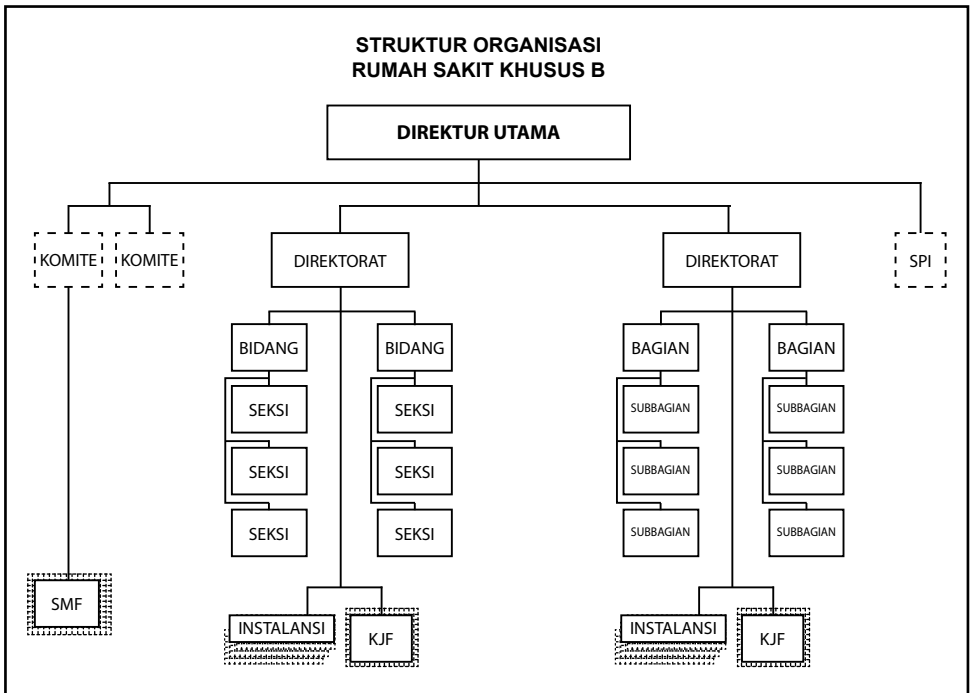 STRUKTUR ORGANISASI
RUMAH SAKIT KHUSUS B
DIREKTUR UTAMA
KOMITE
KOMITE
DIREKTORAT
DIREKTORAT
SPI
BIDANG
BIDANG
BAGIAN
BAGIAN
SEKSI
SEKSI
SUBBAGIAN
SUBBAGIAN
SEKSI
SEKSI
SUBBAGIAN
SUBBAGIAN
SEKSI
SEKSI
SUBBAGIAN
SUBBAGIAN
SMF
INSTALANSI
KJF
INSTALANSI
KJF